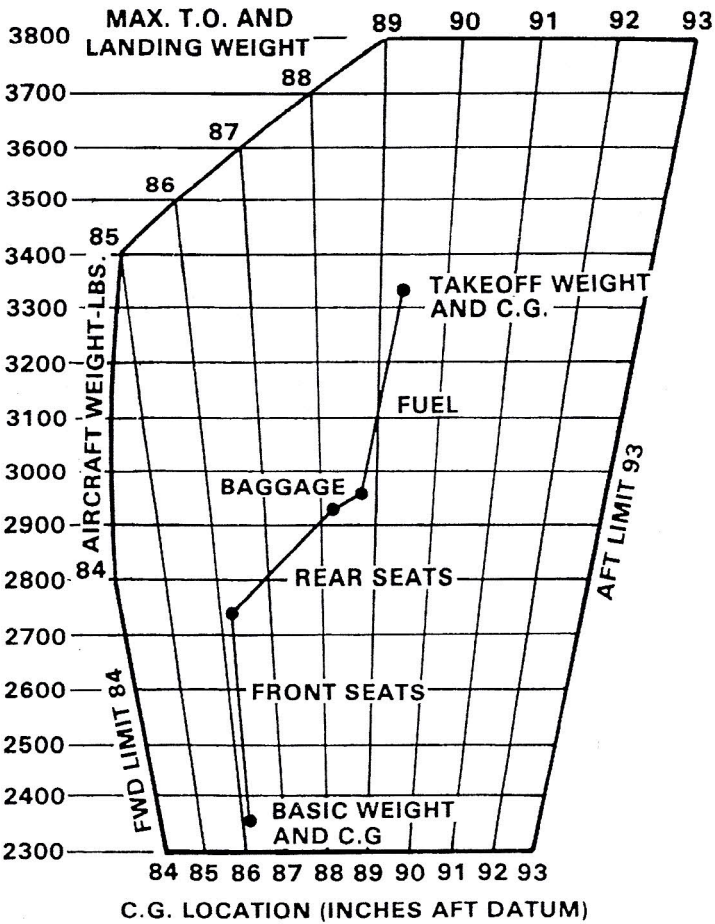 MAX. T.O. AND
LANDING WEIGHT
89 90 91 92 93
3800
88
3700
87
3600
86
3500
85
3400
3300
TAKEOFF WEIGHT
AND C.G.
3200
3100
FUEL
3000
BAGGAGE
2900
84
2800
REAR SEATS
2700
2600
FRONT SEATS
2500
2400
BASIC WEIGHT
AND C.G
2300
AIRCRAFT WEIGHT-LBS.
FWD LIMIT 84
AFT LIMIT 93
84 85 86 87 88 89 90 91 92 93
C.G. LOCATION (INCHES AFT DATUM)